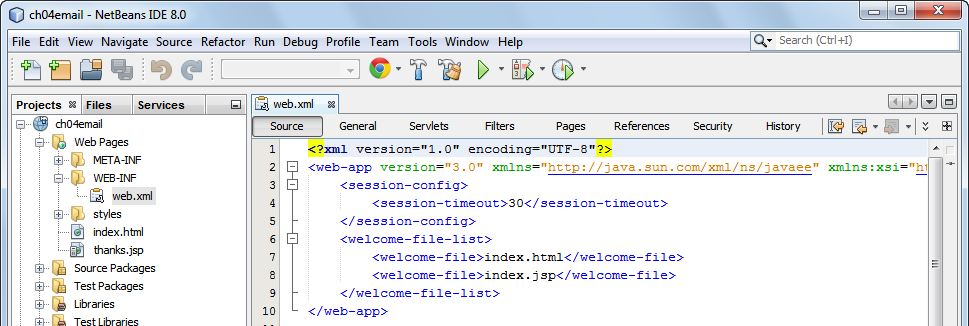 ch04email - NetBeans IDE 8.0
File Edit View Navigate Source Refactor Run Debug Profile Team Tools Window Help
Search (Ctrl+I)
Projects Files Services
ch04email
Web Pages
META-INF
WEB-INF
web.xml
styles
index.html
thanks.jsp
Source Packages
Test Packages
Libraries
Test Libraries
web.xml
Source General Servlets Filters Pages References Security History
1 <?xml version="1.0" encoding="UTF-8"?>
2 <web-app version="3.0" xmlns="http://java.sun.com/xml/ns/javaee" xmlns:xsi="ht
3 <session-config>
4 <session-timeout>30</session-timeout>
5 </session-config>
6 <welcome-file-list>
7 <welcome-file>index.html</welcome-file>
8 <welcome-file>index.jsp</welcome-file>
9 </welcome-file-list>
10 </web-app>